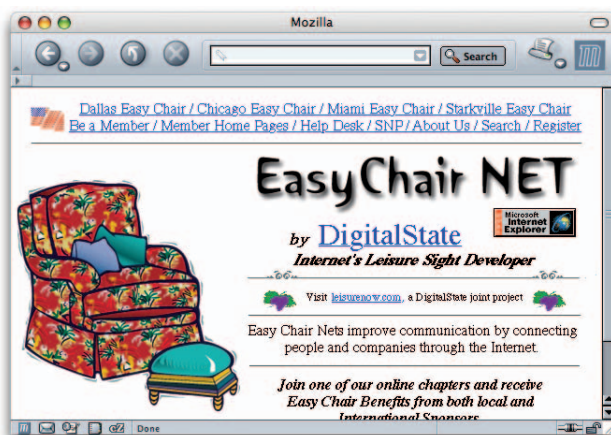 Mozilla
Search
Dallas Easy Chair / Chicago Easy Chair / Miami Easy Chair / Starkville Easy Chair
Be a Member / Member Home Pages / Help Desk / SNP / About Us / Search / Register
EasyChair NET
Microsoft
Internet
Explorer
by DigitalState
Internet's Leisure Sight Developer
Visit leisurenow.com, a DigitalState joint project
Easy Chair Nets improve communication by connecting
people and companies through the Internet.
Join one of our online chapters and receive
Easy Chair Benefits from both local and
International Sponsors
Done